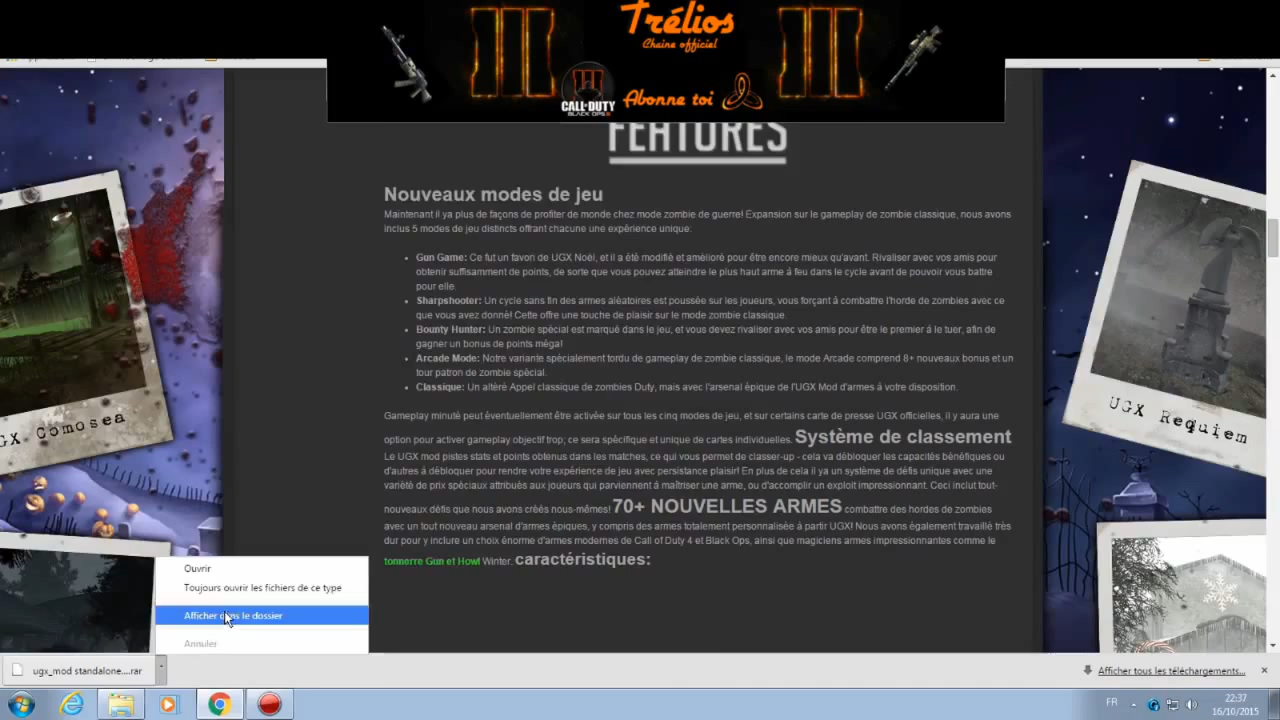 Trélios
Chaine officiel
CALL·DUTY
BLACK OPS III
Abonne toi
FEATURES
Nouveaux modes de jeu
Maintenant il ya plus de façons de profiter de monde chez mode zombie de guerre! Expansion sur le gameplay de zombie classique, nous avons
inclus 5 modes de jeu distincts offrant chacune une expérience unique:
Gun Game: Ce fut un favori de UGX Noël, et il a été modifié et amélioré pour être encore mieux qu'avant. Rivaliser avec vos amis pour
obtenir suffisamment de points, de sorte que vous pouvez atteindre le plus haut arme à feu dans le cycle avant de pouvoir vous battre
pour elle.
Sharpshooter: Un cycle sans fin des armes aléatoires est poussée sur les joueurs, vous forçant à combattre l'horde de zombies avec ce
que vous avez donné! Cette offre une touche de plaisir sur le mode zombie classique.
Bounty Hunter: Un zombie spécial est marqué dans le jeu, et vous devez rivaliser avec vos amis pour être le premier à le tuer, afin de
gagner un bonus de points méga!
Arcade Mode: Notre variante spécialement tordu de gameplay de zombie classique, le mode Arcade comprend 8+ nouveaux bonus et un
tour patron de zombie spécial.
Classique: Un altéré Appel classique de zombies Duty, mais avec l'arsenal épique de l'UGX Mod d'armes à votre disposition.
Gameplay minuté peut éventuellement être activée sur tous les cinq modes de jeu, et sur certains carte de presse UGX officielles, il y aura une
option pour activer gameplay objectif trop; ce sera spécifique et unique de cartes individuelles. Système de classement
Le UGX mod pistes stats et points obtenus dans les matches, ce qui vous permet de classer-up - cela va débloquer les capacités bénéfiques ou
d'autres à débloquer pour rendre votre expérience de jeu avec persistance plaisir! En plus de cela il ya un système de défis unique avec une
variété de prix spéciaux attribués aux joueurs qui parviennent à maîtriser une arme, ou d'accomplir un exploit impressionnant. Ceci inclut tout-
nouveaux défis que nous avons créés nous-mêmes! 70+ NOUVELLES ARMES combattre des hordes de zombies
avec un tout nouveau arsenal d'armes épiques, y compris des armes totalement personnalisée à partir UGX! Nous avons également travaillé très
dur pour y inclure un choix énorme d'armes modernes de Call of Duty 4 et Black Ops, ainsi que magiciens armes impressionnantes comme le
tonnerre Gun et Howl Winter. caractéristiques:
UGX Comosea
UGX Requiem
Ouvrir
Toujours ouvrir les fichiers de ce type
Afficher dans le dossier
Annuler
ugx_mod standalone....rar
Afficher tous les téléchargements...
FR
22:37
16/10/2015